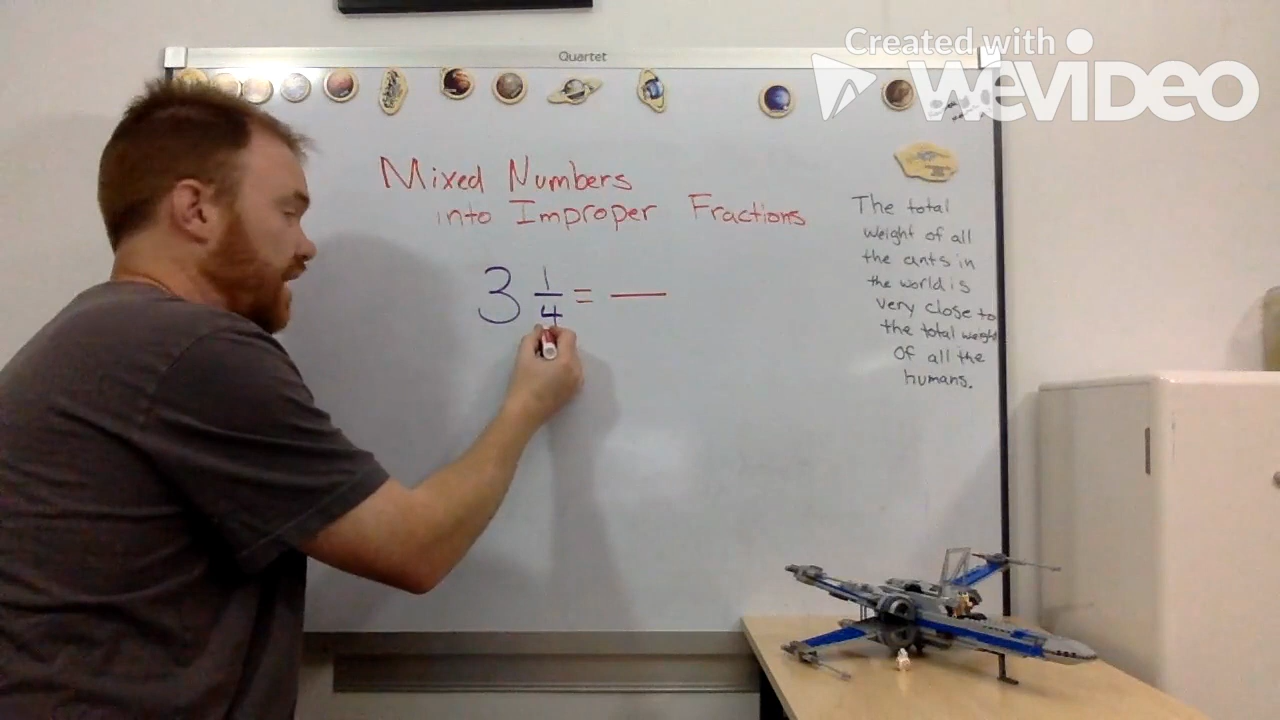 Created with
WEVIDEO
Quartet
Mixed Numbers
into Improper Fractions
3 1/4 = —
The total
weight of all
the ants in
the world is
very close to
the total weight
of all the
humans.